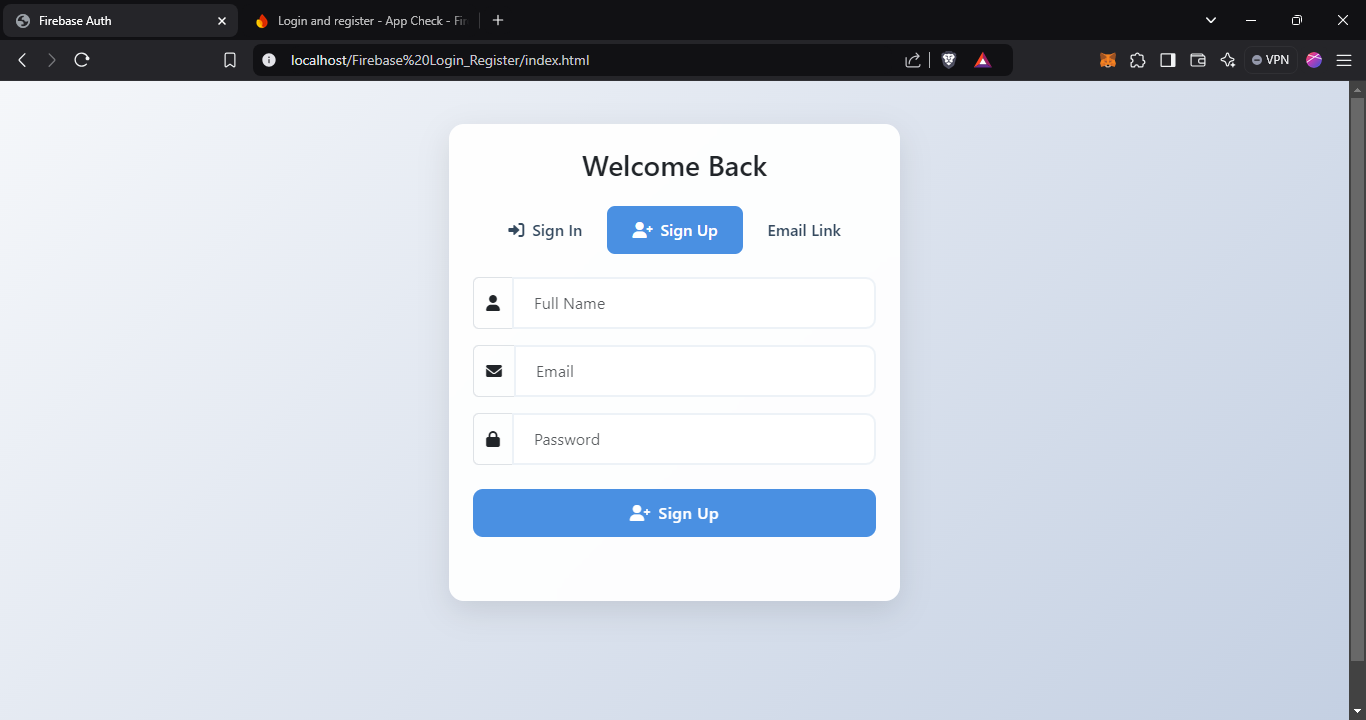 Firebase Auth
Login and register - App Check - Fir
localhost/Firebase%20Login_Register/index.html
VPN
Welcome Back
Sign In
Sign Up
Email Link
Full Name
Email
Password
Sign Up